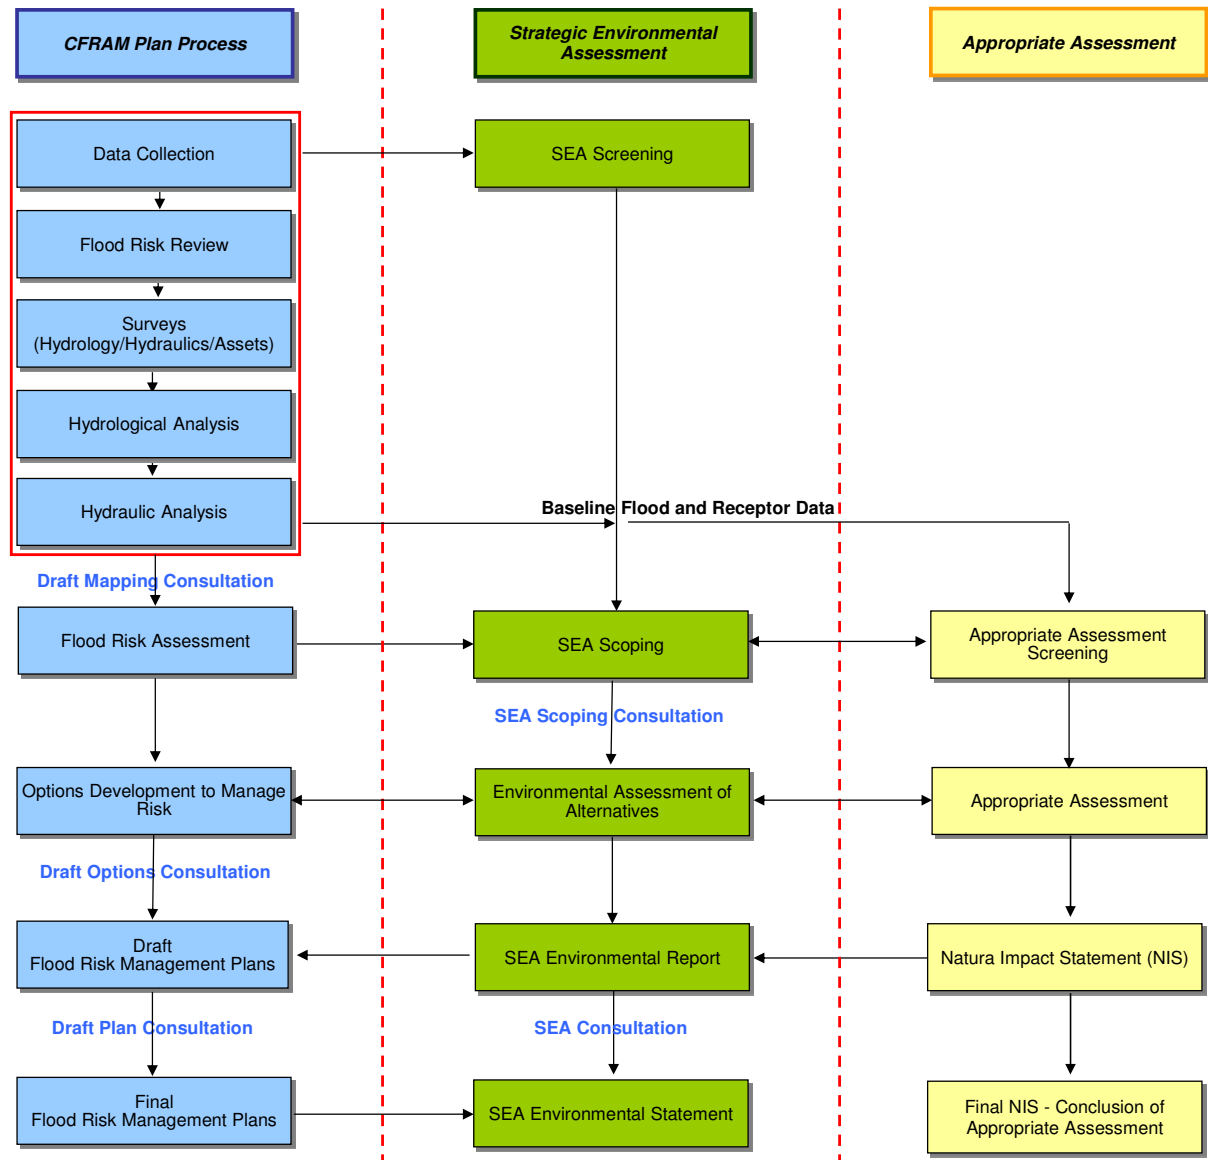 CFRAM Plan Process
Strategic Environmental
Assessment
Appropriate Assessment
Data Collection
SEA Screening
Flood Risk Review
Surveys
(Hydrology/Hydraulics/Assets)
Hydrological Analysis
Hydraulic Analysis
Baseline Flood and Receptor Data
Draft Mapping Consultation
Flood Risk Assessment
SEA Scoping
Appropriate Assessment
Screening
SEA Scoping Consultation
Options Development to Manage
Risk
Environmental Assessment of
Alternatives
Appropriate Assessment
Draft Options Consultation
Draft
Flood Risk Management Plans
SEA Environmental Report
Natura Impact Statement (NIS)
Draft Plan Consultation
SEA Consultation
Final
Flood Risk Management Plans
SEA Environmental Statement
Final NIS - Conclusion of
Appropriate Assessment